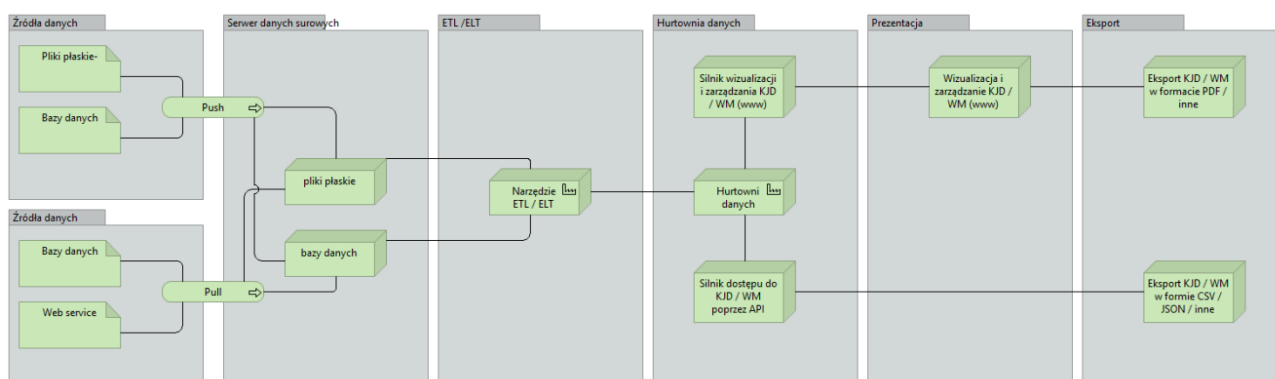 Źródła danych
Pliki płaskie-
Bazy danych
Push
Źródła danych
Bazy danych
Web service
Pull
Serwer danych surowych
pliki płaskie
bazy danych
ETL /ELT
Narzędzie
ETL / ELT
Hurtownia danych
Silnik wizualizacji
i zarządzania KJD
/ WM (www)
Hurtowni
danych
Silnik dostępu do
KJD / WM
poprzez API
Prezentacja
Wizualizacja i
zarządzanie KJD /
WM (www)
Eksport
Eksport KJD / WM
w formacie PDF /
inne
Eksport KJD / WM
w formie CSV /
JSON / inne